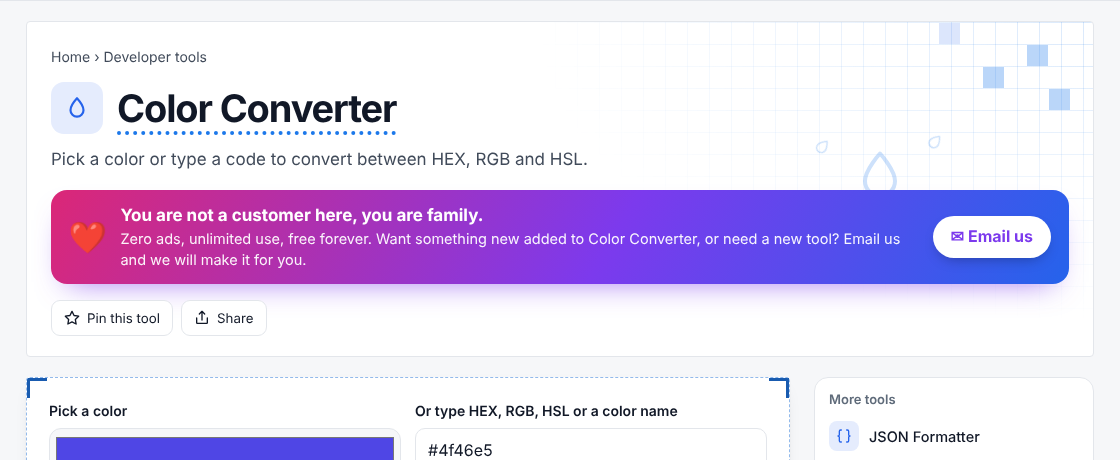 Home › Developer tools
Color Converter
Pick a color or type a code to convert between HEX, RGB and HSL.
You are not a customer here, you are family.
Zero ads, unlimited use, free forever. Want something new added to Color Converter, or need a new tool? Email us
and we will make it for you.
✉ Email us
Pin this tool
Share
Pick a color
Or type HEX, RGB, HSL or a color name
#4f46e5
More tools
{} JSON Formatter